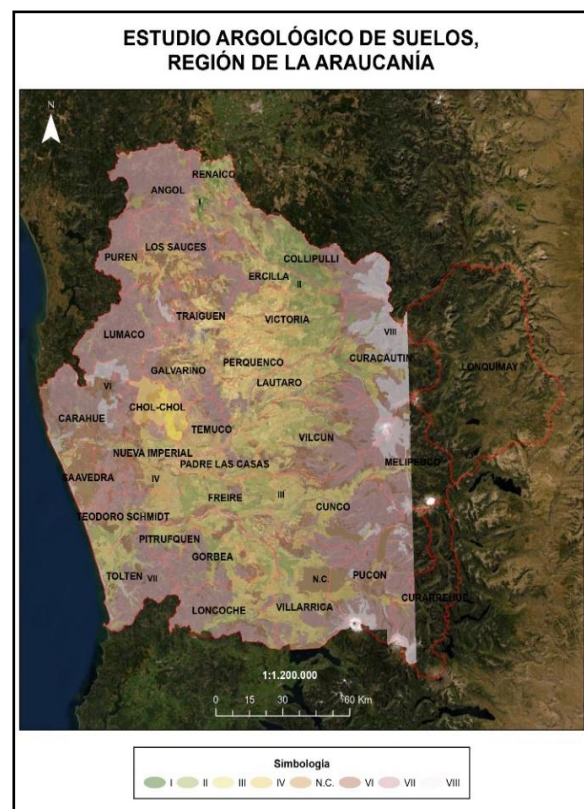 ESTUDIO ARGOLÓGICO DE SUELOS,
REGIÓN DE LA ARAUCANÍA
N
RENAICO
ANGOL
I
LOS SAUCES
PUREN
COLLIPULLI
ERCILLA
II
TRAIGUEN
VICTORIA
LUMACO
VIII
CURACAUTIN
PERQUENCO
GALVARINO
LONQUIMAY
LAUTARO
VI
CHOL-CHOL
CARAHUE
TEMUCO
VILCUN
NUEVA IMPERIAL
PADRE LAS CASAS
MELIPEUCO
SAAVEDRA
IV
FREIRE
III
CUNCO
TEODORO SCHMIDT
PITRUFQUEN
GORBEA
TOLTEN
VII
N.C.
PUCON
CURARREHUE
LONCOCHE
VILLARRICA
1:1.200.000
0 15 30 60 Km
Simbologia
I II III IV N.C. VI VII VIII